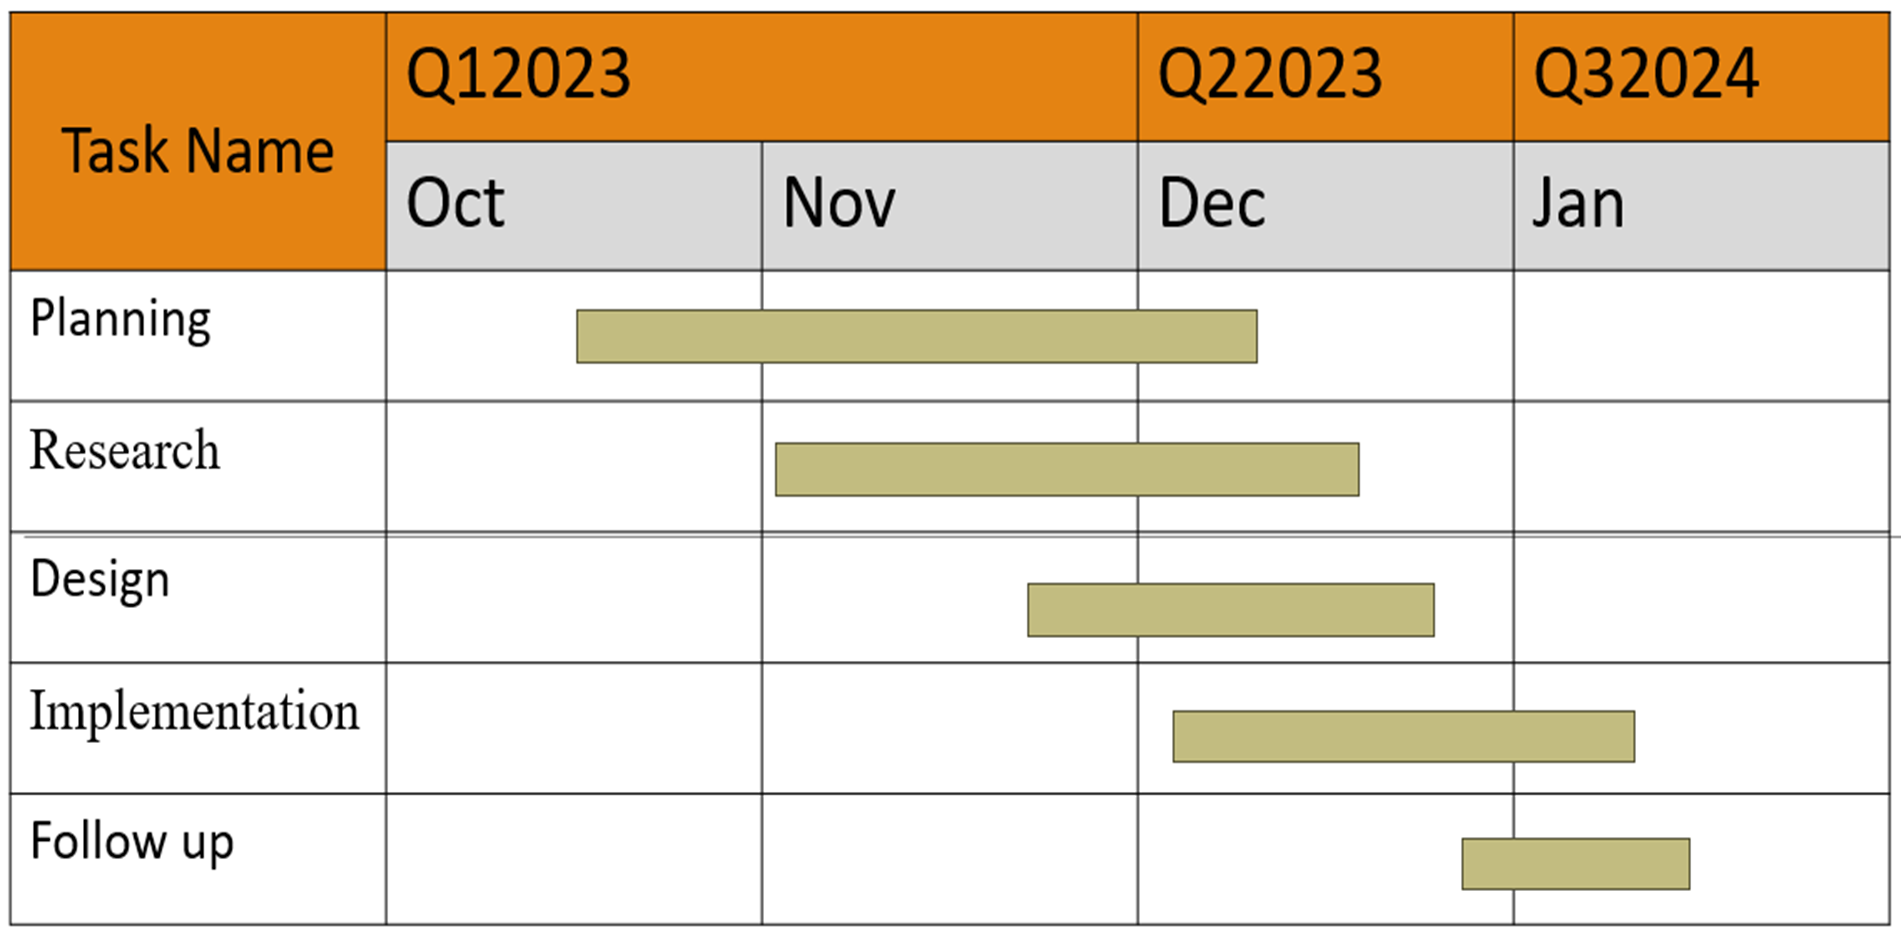 Task Name
Q12023
Q22023
Q32024
Oct
Nov
Dec
Jan
Planning
Research
Design
Implementation
Follow up